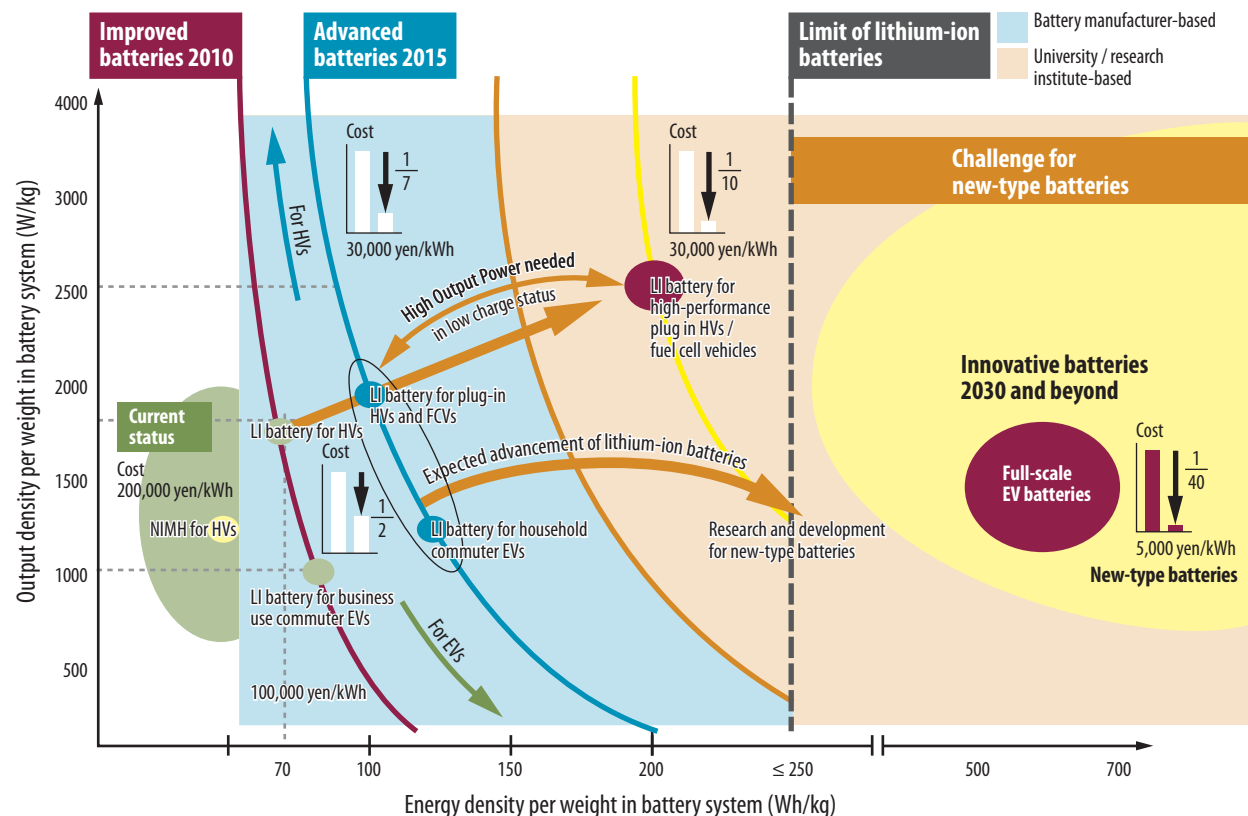 Improved
batteries 2010
Advanced
batteries 2015
Limit of lithium-ion
batteries
Battery manufacturer-based
University / research
institute-based
Output density per weight in battery system (W/kg)
4000
3000
2500
2000
1500
1000
500
For HVs
Cost
1
7
30,000 yen/kWh
Cost
1
10
30,000 yen/kWh
Challenge for
new-type batteries
High Output Power needed
in low charge status
LI battery for
high-performance
plug in HVs /
fuel cell vehicles
Innovative batteries
2030 and beyond
Current
status
Cost
200,000 yen/kWh
NIMH for HVs
LI battery for HVs
LI battery for plug-in
HVs and FCVs
Cost
1
2
Expected advancement of lithium-ion batteries
LI battery for household
commuter EVs
Research and development
for new-type batteries
Full-scale
EV batteries
Cost
1
40
5,000 yen/kWh
New-type batteries
LI battery for business
use commuter EVs
For EVs
100,000 yen/kWh
70
100
150
200
≤ 250
500
700
Energy density per weight in battery system (Wh/kg)